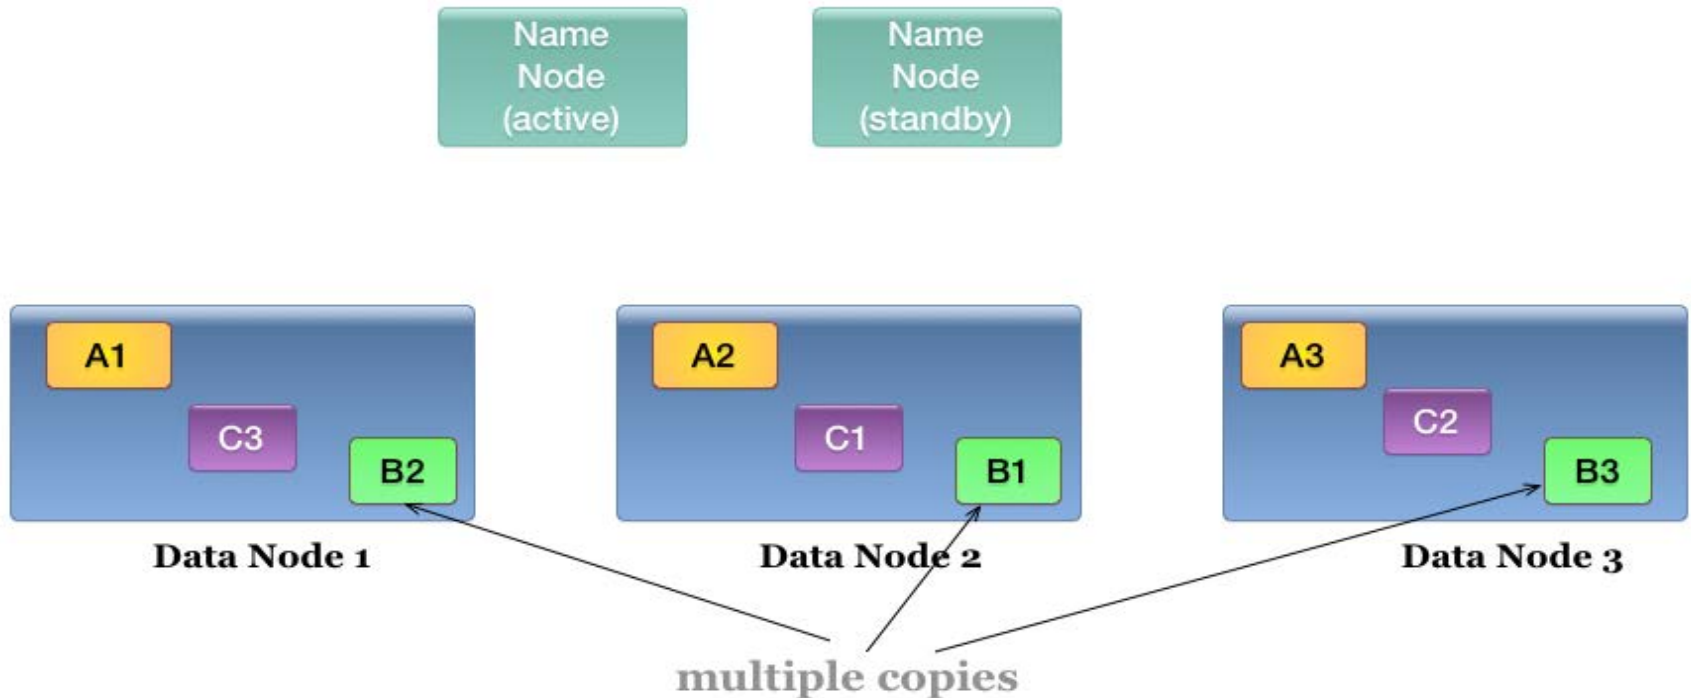 Name
Node
(active)
Name
Node
(standby)
A1
C3
B2
A2
C1
B1
A3
C2
B3
Data Node 1
Data Node 2
Data Node 3
multiple copies